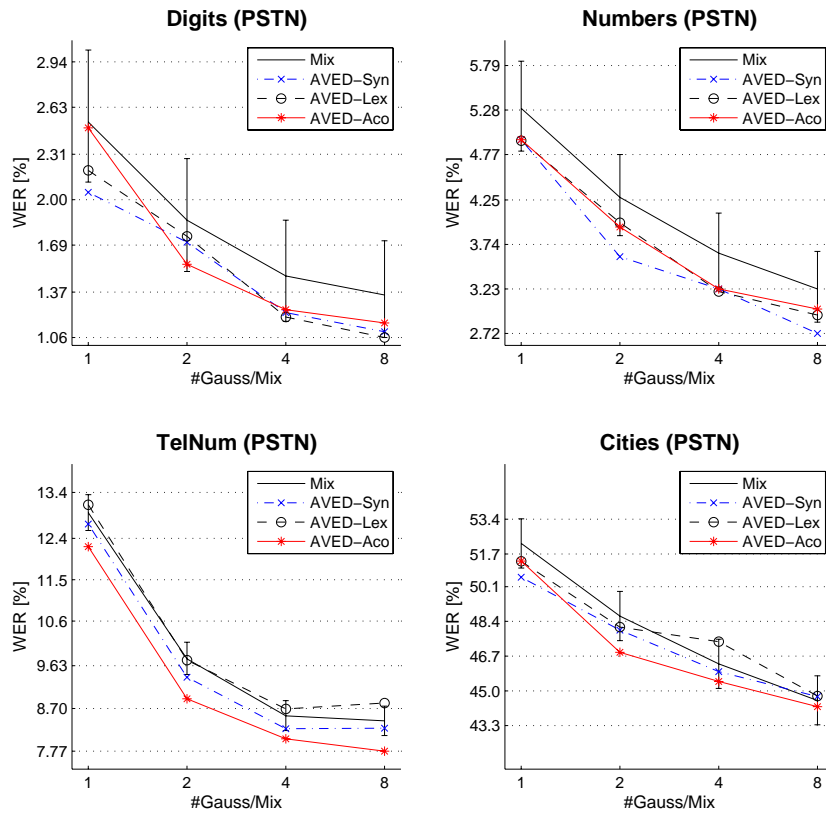 Digits (PSTN)
WER [%]
2.94
2.63
2.31
2.00
1.69
1.37
1.06
Mix
AVED−Syn
AVED−Lex
AVED−Aco
1 2 4 8
#Gauss/Mix
Numbers (PSTN)
WER [%]
5.79
5.28
4.77
4.25
3.74
3.23
2.72
Mix
AVED−Syn
AVED−Lex
AVED−Aco
1 2 4 8
#Gauss/Mix
TelNum (PSTN)
WER [%]
13.4
12.4
11.5
10.6
9.63
8.70
7.77
Mix
AVED−Syn
AVED−Lex
AVED−Aco
1 2 4 8
#Gauss/Mix
Cities (PSTN)
WER [%]
53.4
51.7
50.1
48.4
46.7
45.0
43.3
Mix
AVED−Syn
AVED−Lex
AVED−Aco
1 2 4 8
#Gauss/Mix